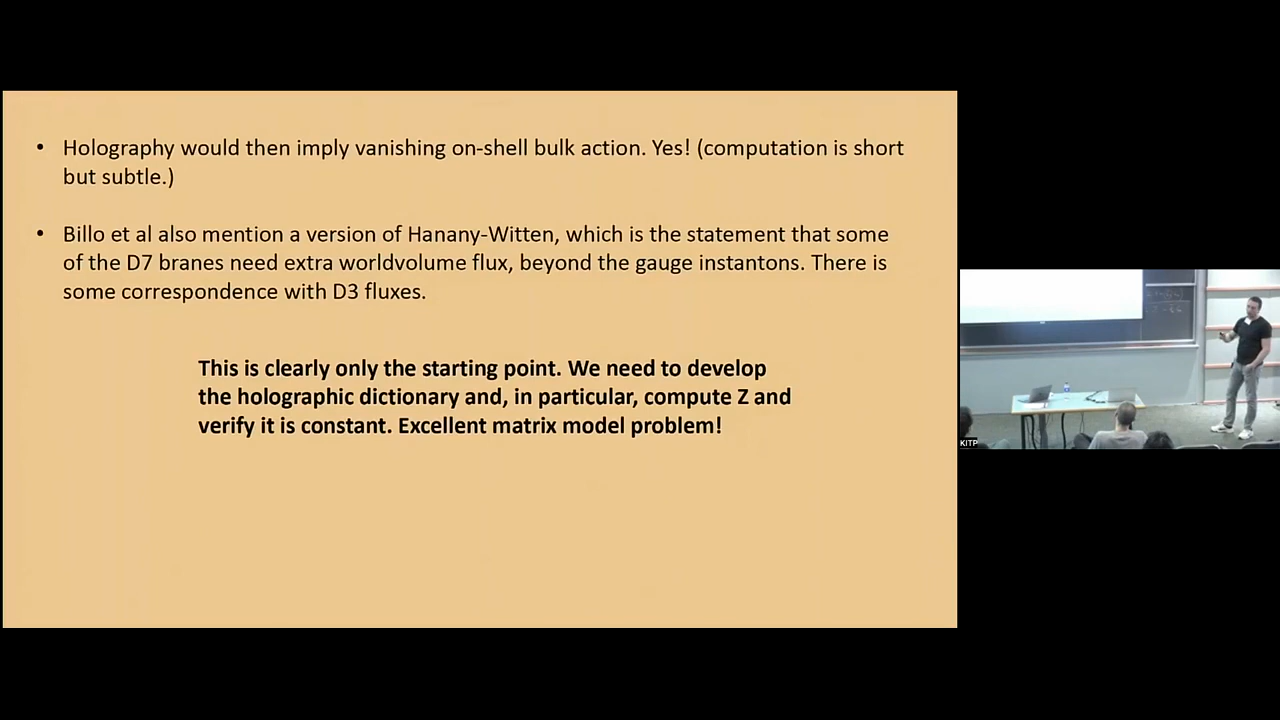 • Holography would then imply vanishing on-shell bulk action. Yes! (computation is short
but subtle.)
• Billo et al also mention a version of Hanany-Witten, which is the statement that some
of the D7 branes need extra worldvolume flux, beyond the gauge instantons. There is
some correspondence with D3 fluxes.
This is clearly only the starting point. We need to develop
the holographic dictionary and, in particular, compute Z and
verify it is constant. Excellent matrix model problem!
KITP